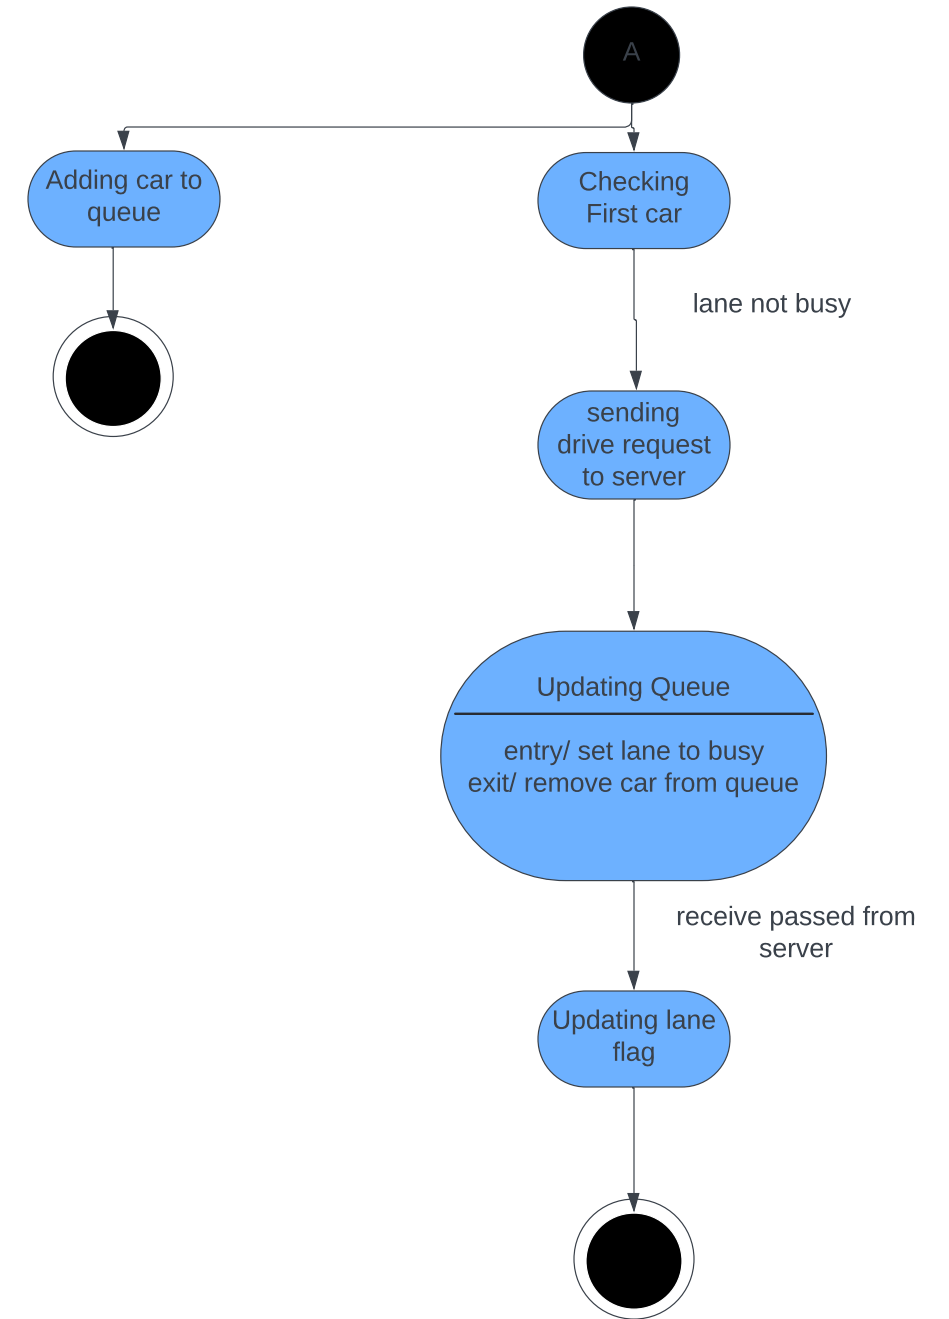 A
Adding car to
queue
Checking
First car
lane not busy
sending
drive request
to server
Updating Queue
entry/ set lane to busy
exit/ remove car from queue
receive passed from
server
Updating lane
flag